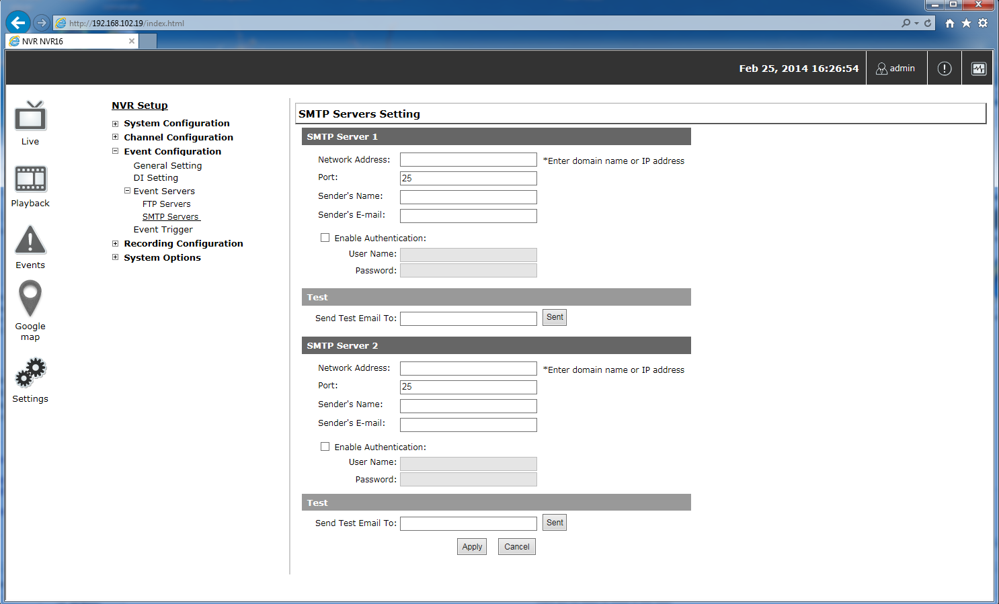 http://192.168.102.19/index.html
NVR NVR16
Feb 25, 2014 16:26:54
admin
Live
Playback
Events
Google
map
Settings
NVR Setup
System Configuration
Channel Configuration
Event Configuration
General Setting
DI Setting
Event Servers
FTP Servers
SMTP Servers
Event Trigger
Recording Configuration
System Options
SMTP Servers Setting
SMTP Server 1
Network Address: *Enter domain name or IP address
Port: 25
Sender's Name:
Sender's E-mail:
Enable Authentication:
User Name:
Password:
Test
Send Test Email To: Sent
SMTP Server 2
Network Address: *Enter domain name or IP address
Port: 25
Sender's Name:
Sender's E-mail:
Enable Authentication:
User Name:
Password:
Test
Send Test Email To: Sent
Apply Cancel